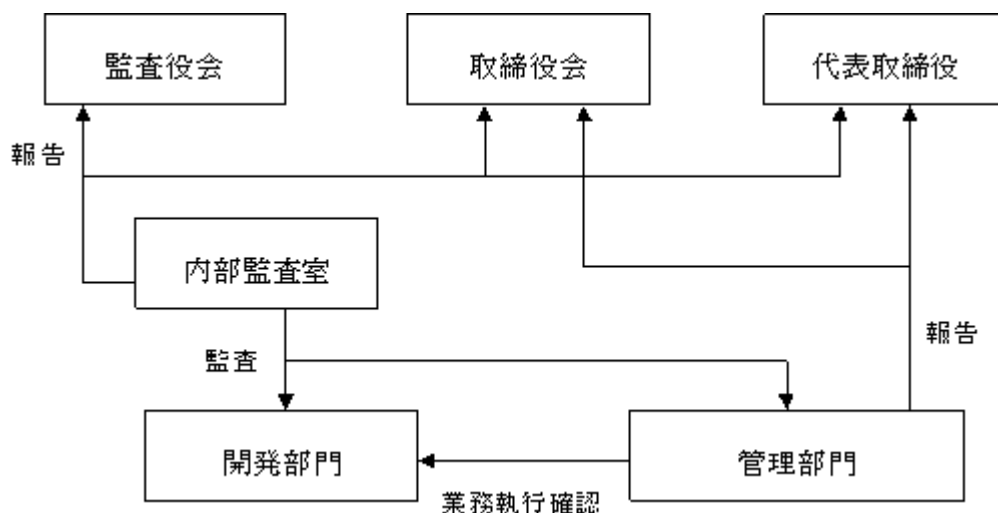 監査役会
取締役会
代表取締役
報告
内部監査室
報告
監査
開発部門
管理部門
業務執行確認